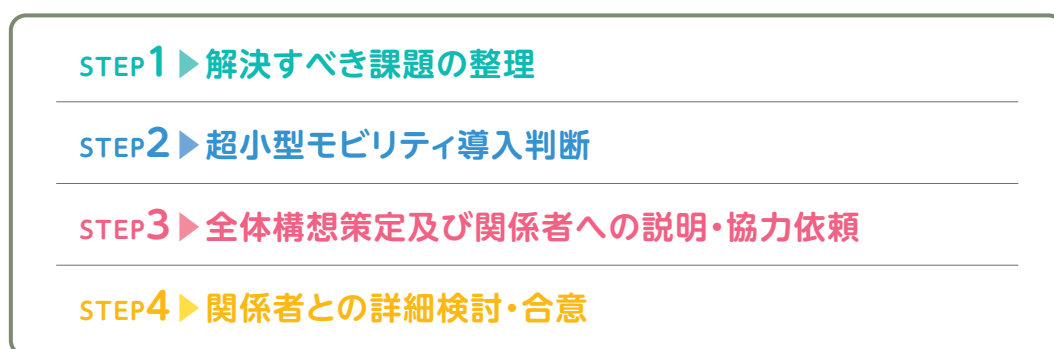 STEP1▶解決すべき課題の整理
STEP2▶超小型モビリティ導入判断
STEP3▶全体構想策定及び関係者への説明・協力依頼
STEP4▶関係者との詳細検討・合意